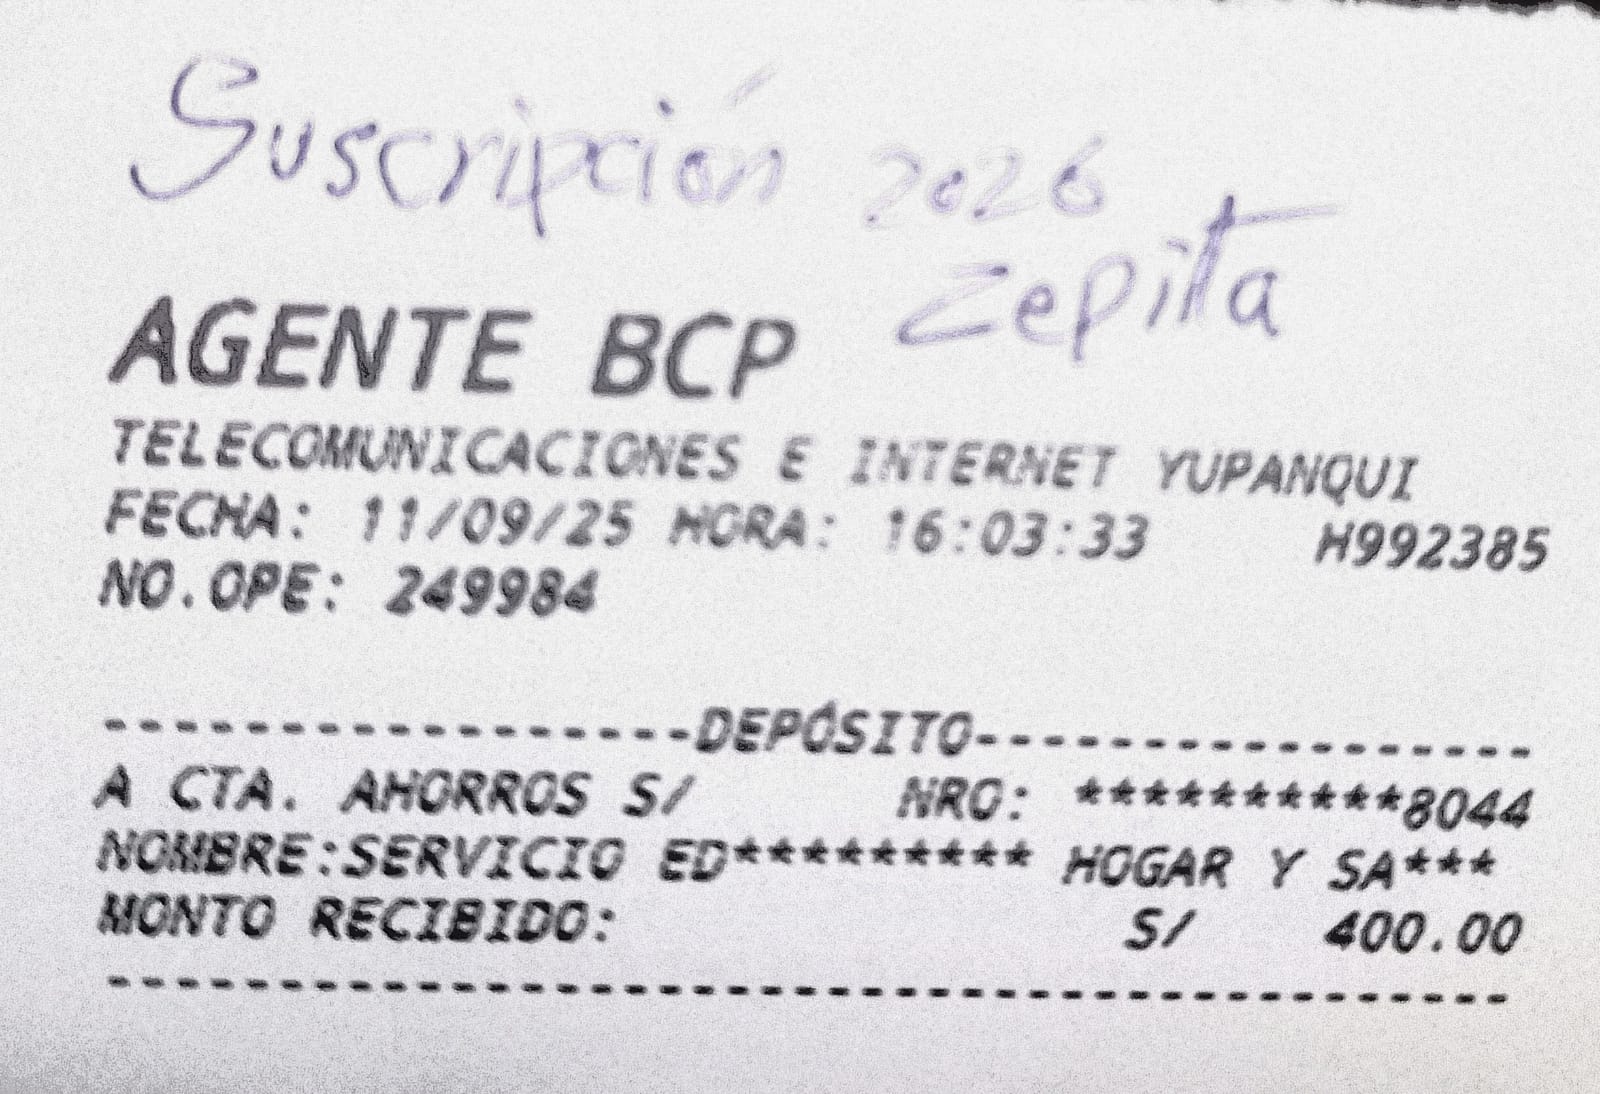 Suscripción 2026
Zepita
AGENTE BCP
TELECOMUNICACIONES E INTERNET YUPANQUI
FECHA: 11/09/25 HORA: 16:03:33 H992385
NO.OPE: 249984
------------------DEPÓSITO-----------------
A CTA. AHORROS S/ NRO: **********8044
NOMBRE:SERVICIO ED********* HOGAR Y SA***
MONTO RECIBIDO: S/ 400.00
-----------------------------------------